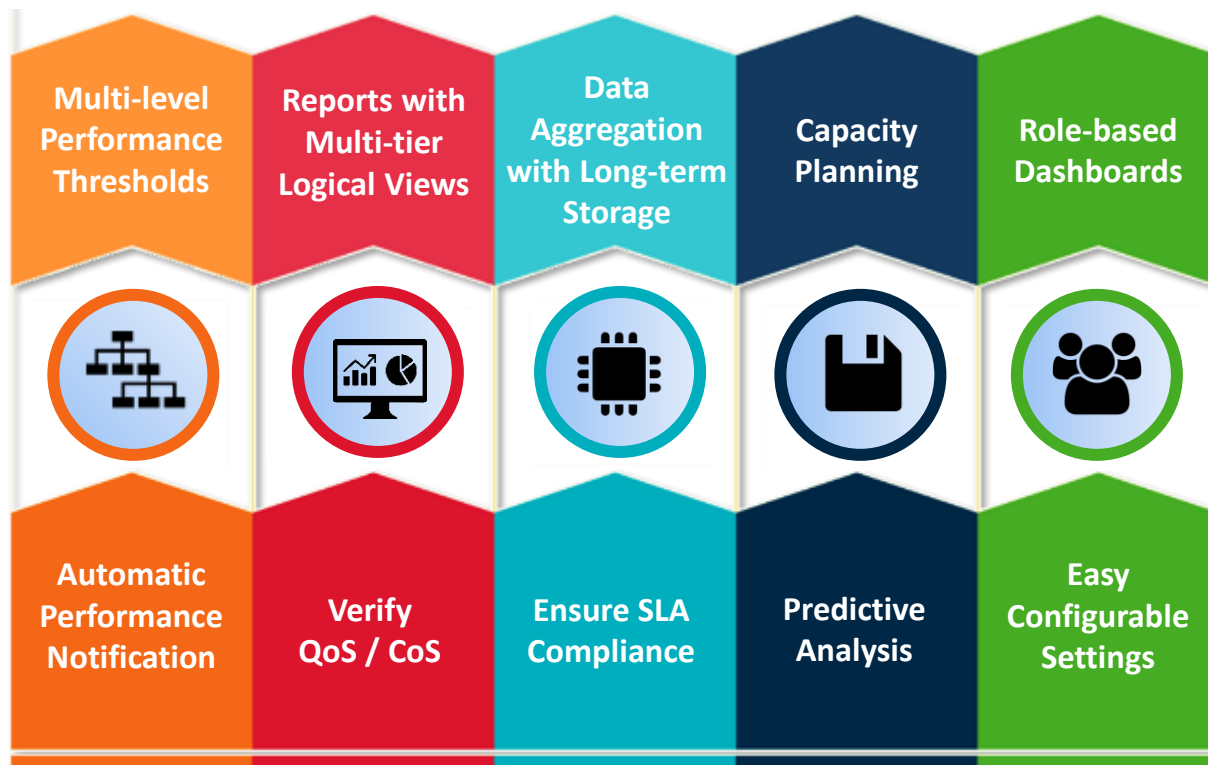 Multi-level
Performance
Thresholds
Reports with
Multi-tier
Logical Views
Data
Aggregation
with Long-term
Storage
Capacity
Planning
Role-based
Dashboards
Automatic
Performance
Notification
Verify
QoS / CoS
Ensure SLA
Compliance
Predictive
Analysis
Easy
Configurable
Settings